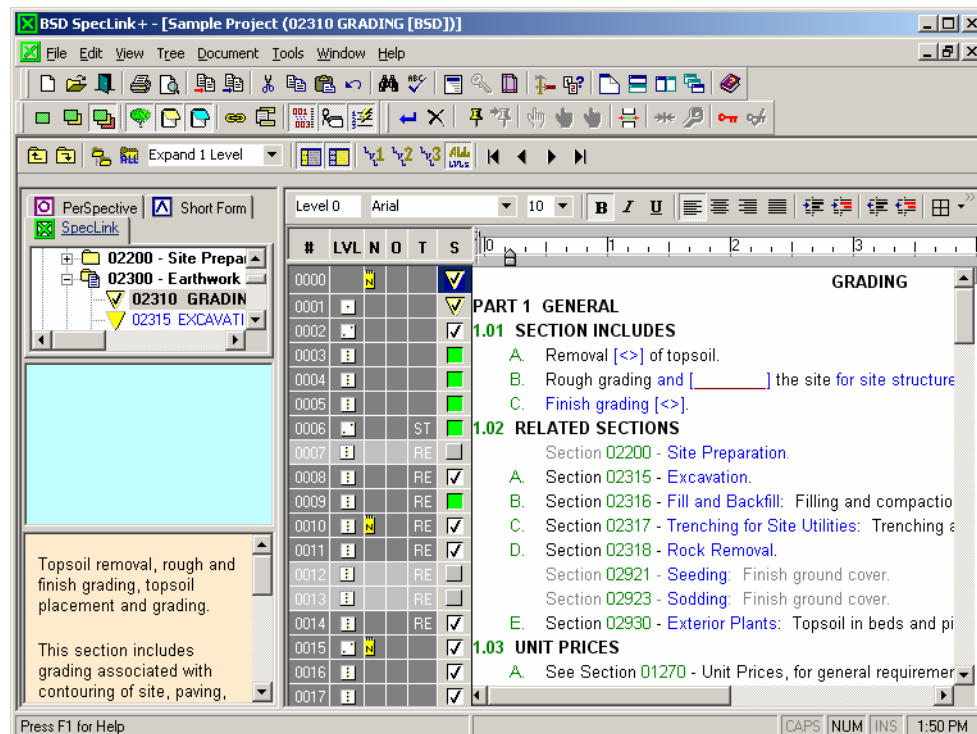 BSD SpecLink+ - [Sample Project (02310 GRADING [BSD])]
File Edit View Tree Document Tools Window Help
Expand 1 Level
1 2 3 ALL LVLs
PerSpective Short Form
SpecLink
02200 - Site Prepar
02300 - Earthwork
02310 GRADIN
02315 EXCAVATI
Topsoil removal, rough and
finish grading, topsoil
placement and grading.
This section includes
grading associated with
contouring of site, paving,
Level 0 Arial 10 B I U
# LVL N O T S 0 1 2 3
0000 N GRADING
0001 PART 1 GENERAL
0002 1.01 SECTION INCLUDES
0003 A. Removal [<>] of topsoil.
0004 B. Rough grading and [________] the site for site structure
0005 C. Finish grading [<>].
0006 ST 1.02 RELATED SECTIONS
0007 RE Section 02200 - Site Preparation.
0008 RE A. Section 02315 - Excavation.
0009 RE B. Section 02316 - Fill and Backfill: Filling and compactio
0010 N RE C. Section 02317 - Trenching for Site Utilities: Trenching a
0011 RE D. Section 02318 - Rock Removal.
0012 RE Section 02921 - Seeding: Finish ground cover.
0013 RE Section 02923 - Sodding: Finish ground cover.
0014 RE E. Section 02930 - Exterior Plants: Topsoil in beds and pi
0015 N 1.03 UNIT PRICES
0016 A. See Section 01270 - Unit Prices, for general requiremer
0017
Press F1 for Help CAPS NUM INS 1:50 PM